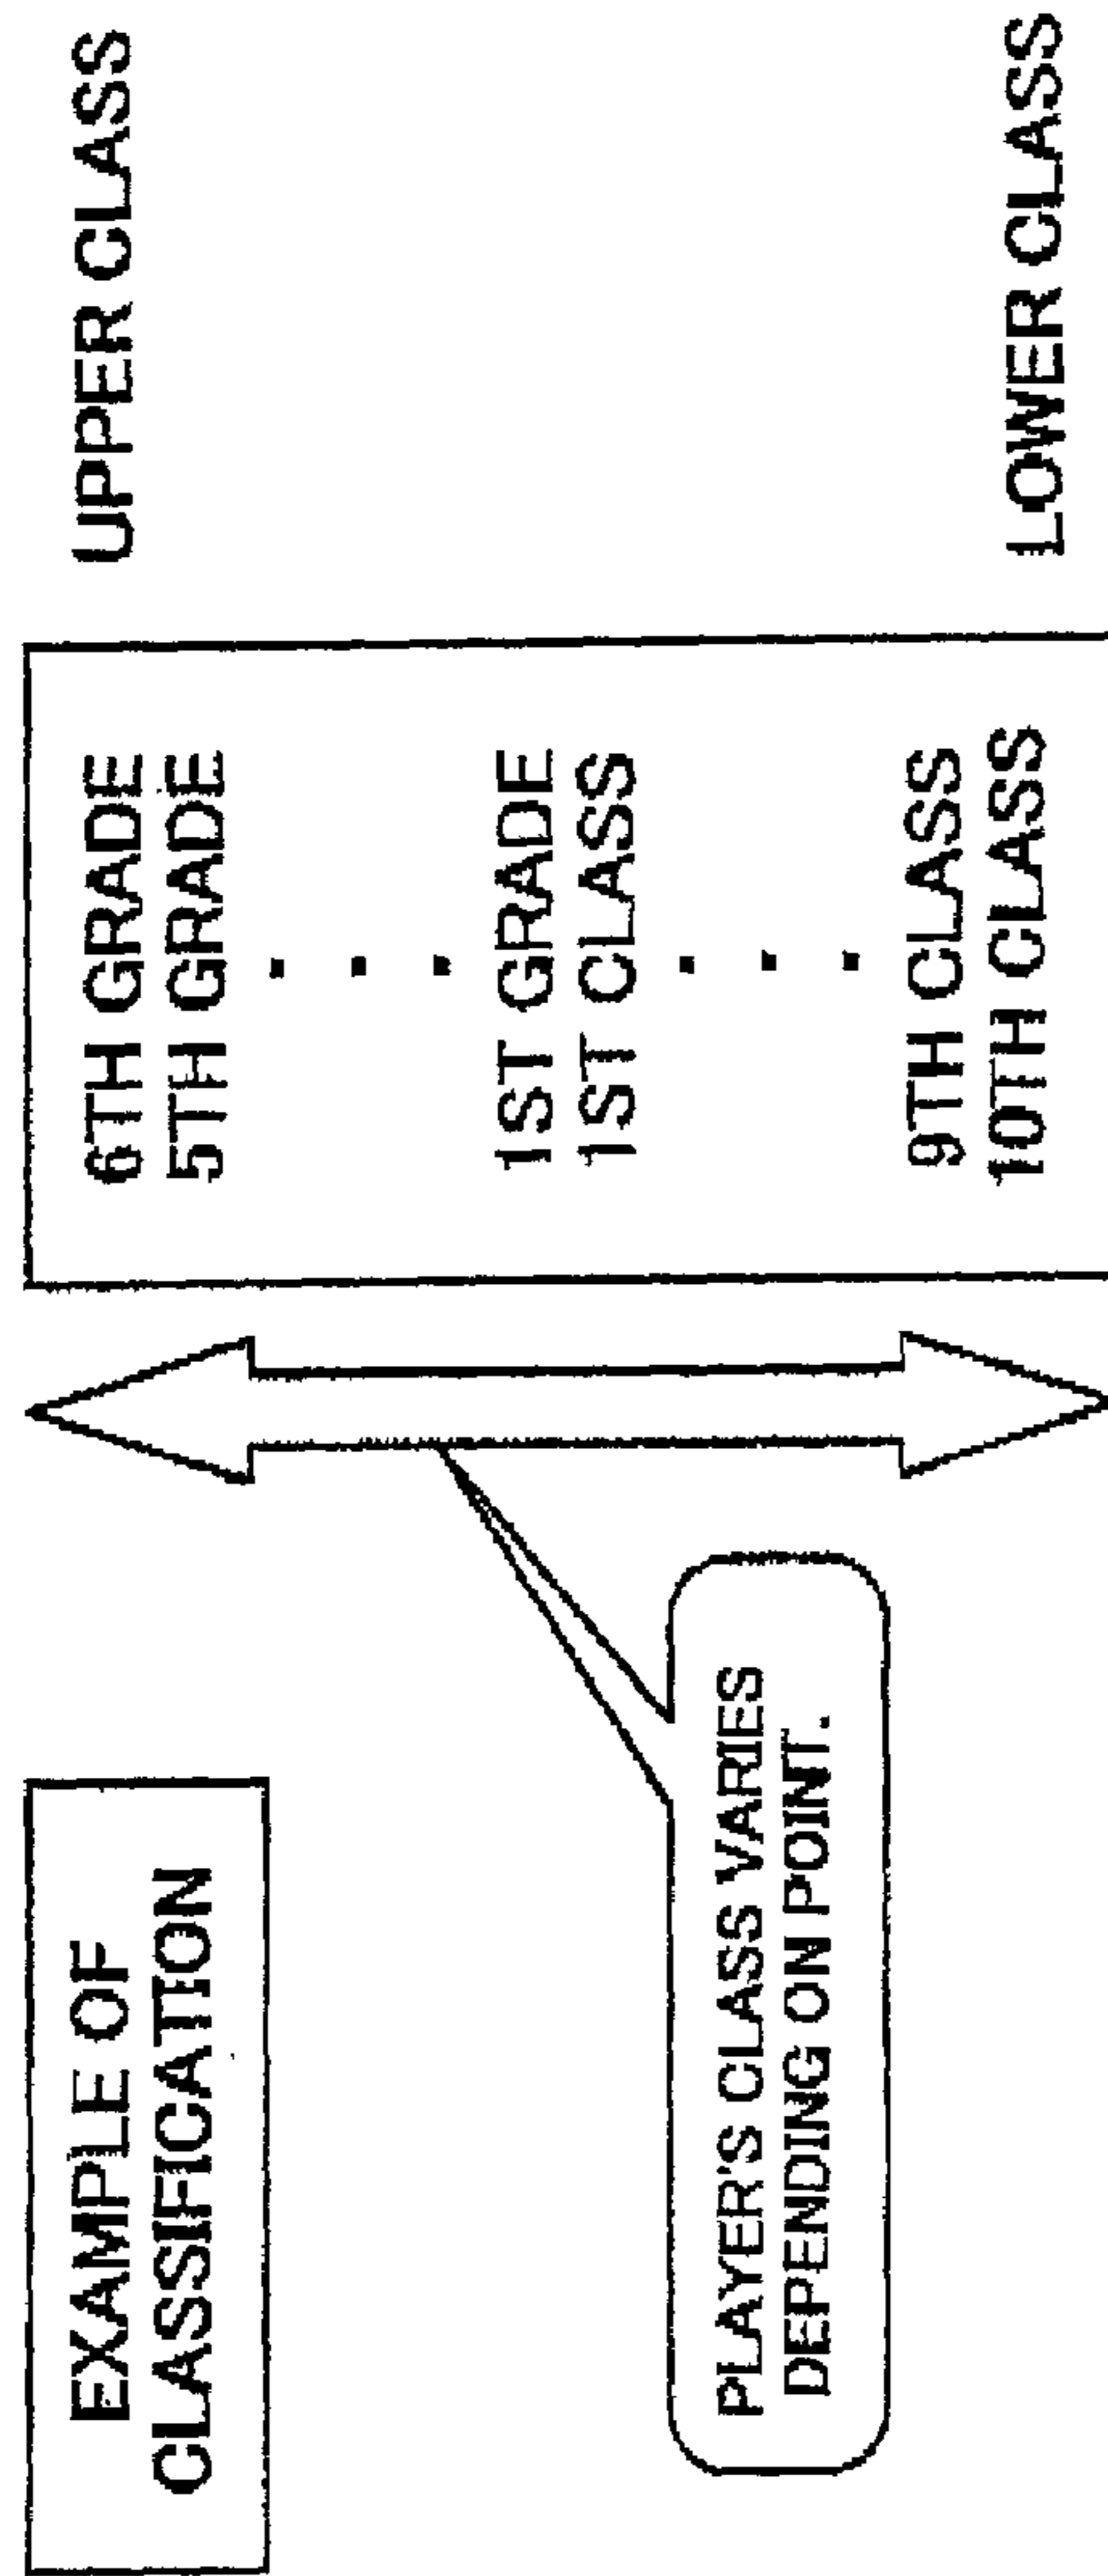 EXAMPLE OF
CLASSIFICATION
PLAYER'S CLASS VARIES
DEPENDING ON POINT.
6TH GRADE
5TH GRADE
.
.
.
1ST GRADE
1ST CLASS
.
.
.
9TH CLASS
10TH CLASS
UPPER CLASS
LOWER CLASS